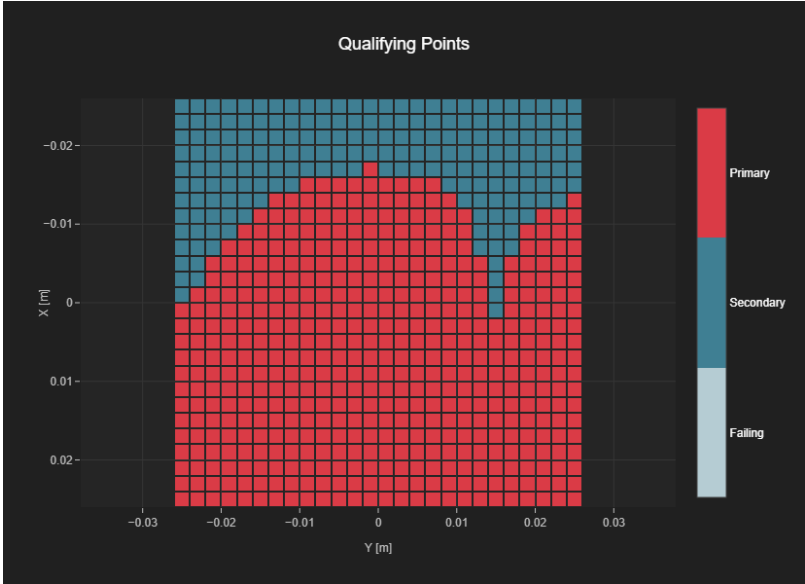 Qualifying Points
−0.02
−0.01
0
0.01
0.02
X [m]
−0.03
−0.02
−0.01
0
0.01
0.02
0.03
Y [m]
Primary
Secondary
Failing